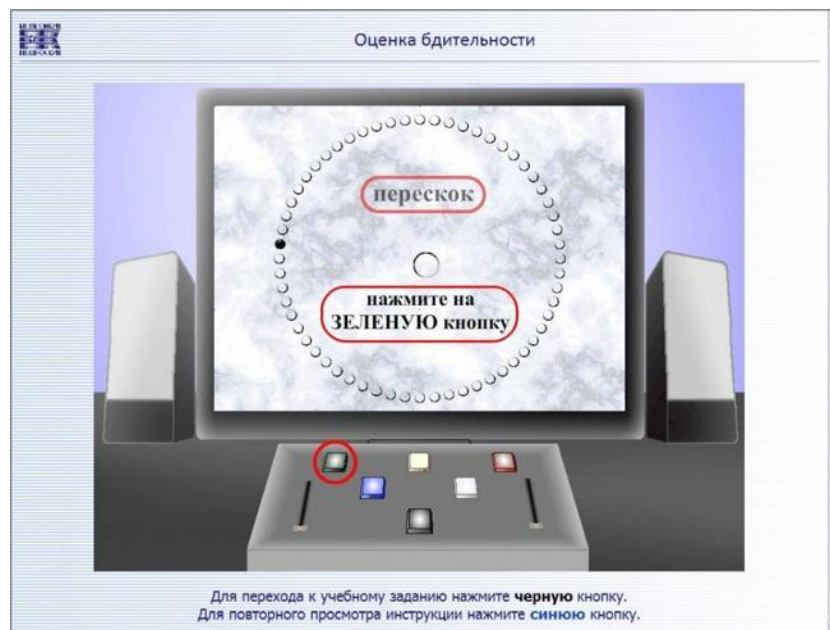 Оценка бдительности
перескок
нажмите на
ЗЕЛЕНУЮ кнопку
Для перехода к учебному заданию нажмите черную кнопку.
Для повторного просмотра инструкции нажмите синюю кнопку.